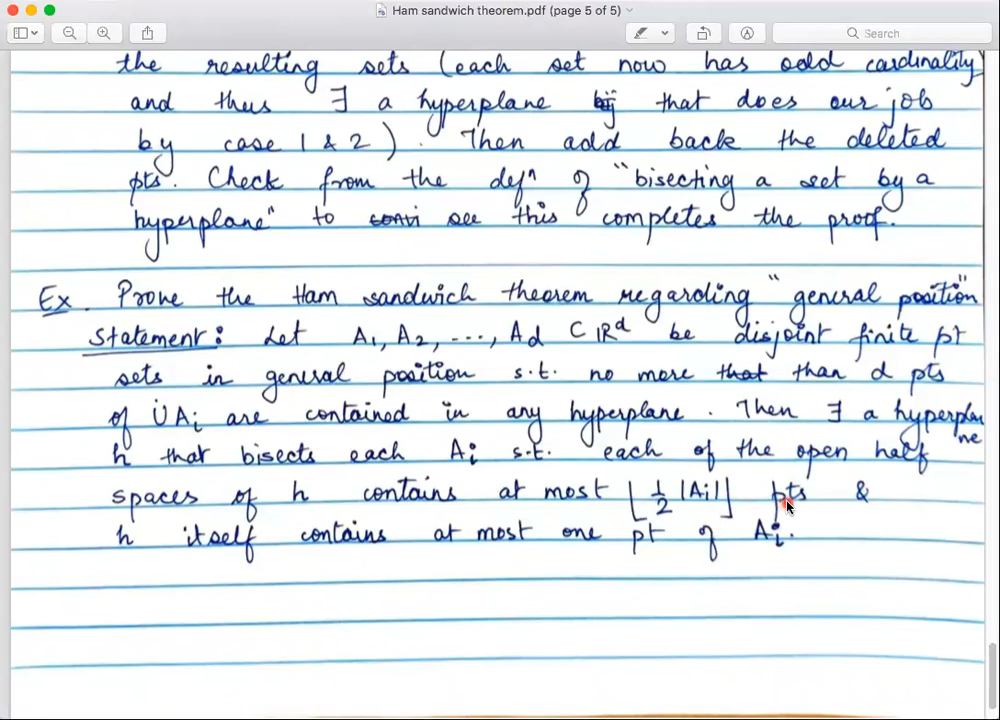 Ham sandwich theorem.pdf (page 5 of 5)
Search
the resulting sets (each set now has odd cardinality
and thus ∃ a hyperplane that does our job
by case 1 & 2). Then add back the deleted
pts. Check from the defⁿ of "bisecting a set by a
hyperplane" to see this completes the proof.
Ex. Prove the Ham sandwich theorem regarding "general position"
Statement: Let A₁, A₂, ..., Ad ⊂ ℝᵈ be disjoint finite pt
sets in general position s.t. no more that than d pts
of ∪Ai are contained in any hyperplane. Then ∃ a hyperplane
h that bisects each Ai s.t. each of the open half
spaces of h contains at most ⌊½|Ai|⌋ pts &
h itself contains at most one pt of Ai.